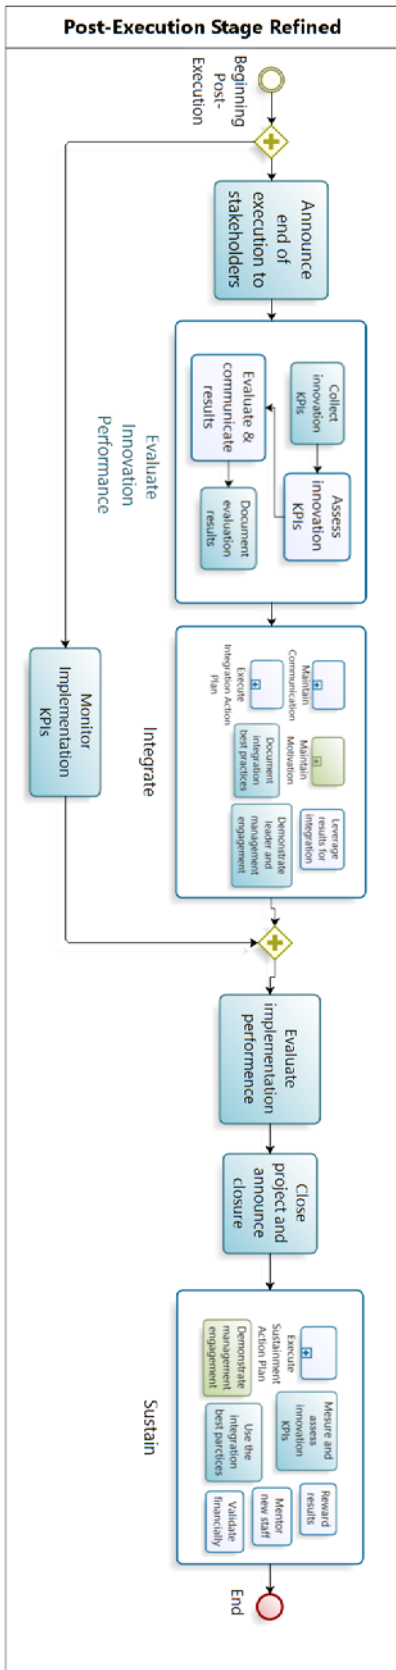 Post-Execution Stage Refined
Beginning
Post-
Execution
Announce
end of
execution to
stakeholders
Collect
innovation
KPIs
Assess
innovation
KPIs
Evaluate &
communicate
results
Document
evaluation
results
Evaluate
Innovation
Performance
Maintain
Communication
Execute
Integration Action
Plan
Maintain
Motivation
Document
integration
best practices
Leverage
results for
integration
Demonstrate
leader and
management
engagement
Integrate
Monitor
Implementation
KPIs
Evaluate
implementation
performence
Close
project and
announce
closure
Execute
Sustainment
Action Plan
Demonstrate
management
engagement
Mesure and
assess
innovation
KPIs
Use the
integration
best parctices
Reward
results
Mentor
new staff
Validate
financially
Sustain
End